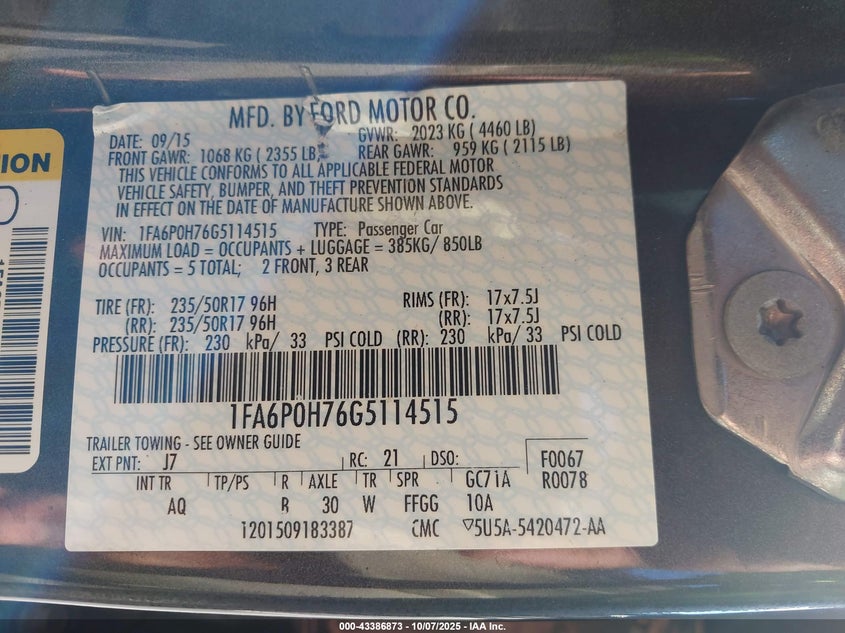 MFD. BY FORD MOTOR CO.
DATE: 09/15 GVWR: 2023 KG ( 4460 LB)
FRONT GAWR: 1068 KG ( 2355 LB REAR GAWR: 959 KG ( 2115 LB)
THIS VEHICLE CONFORMS TO ALL APPLICABLE FEDERAL MOTOR
VEHICLE SAFETY, BUMPER, AND THEFT PREVENTION STANDARDS
IN EFFECT ON THE DATE OF MANUFACTURE SHOWN ABOVE.
VIN: 1FA6P0H76G5114515 TYPE: Passenger Car
MAXIMUM LOAD = OCCUPANTS + LUGGAGE = 385KG/ 850LB
OCCUPANTS = 5 TOTAL; 2 FRONT, 3 REAR
TIRE (FR): 235/50R17 96H RIMS (FR): 17x7.5J
(RR): 235/50R17 96H (RR): 17x7.5J
PRESSURE (FR): 230 kPa/ 33 PSI COLD (RR): 230 kPa/ 33 PSI COLD
1FA6P0H76G5114515
TRAILER TOWING - SEE OWNER GUIDE
EXT PNT: J7 RC: 21 DSO: F0067
INT TR TP/PS R AXLE TR SPR GC71A R0078
AQ R 30 W FFGG 10A
1201509183387 CMC 5U5A-5420472-AA
ION
000-43386873 - 10/07/2025 - IAA Inc.